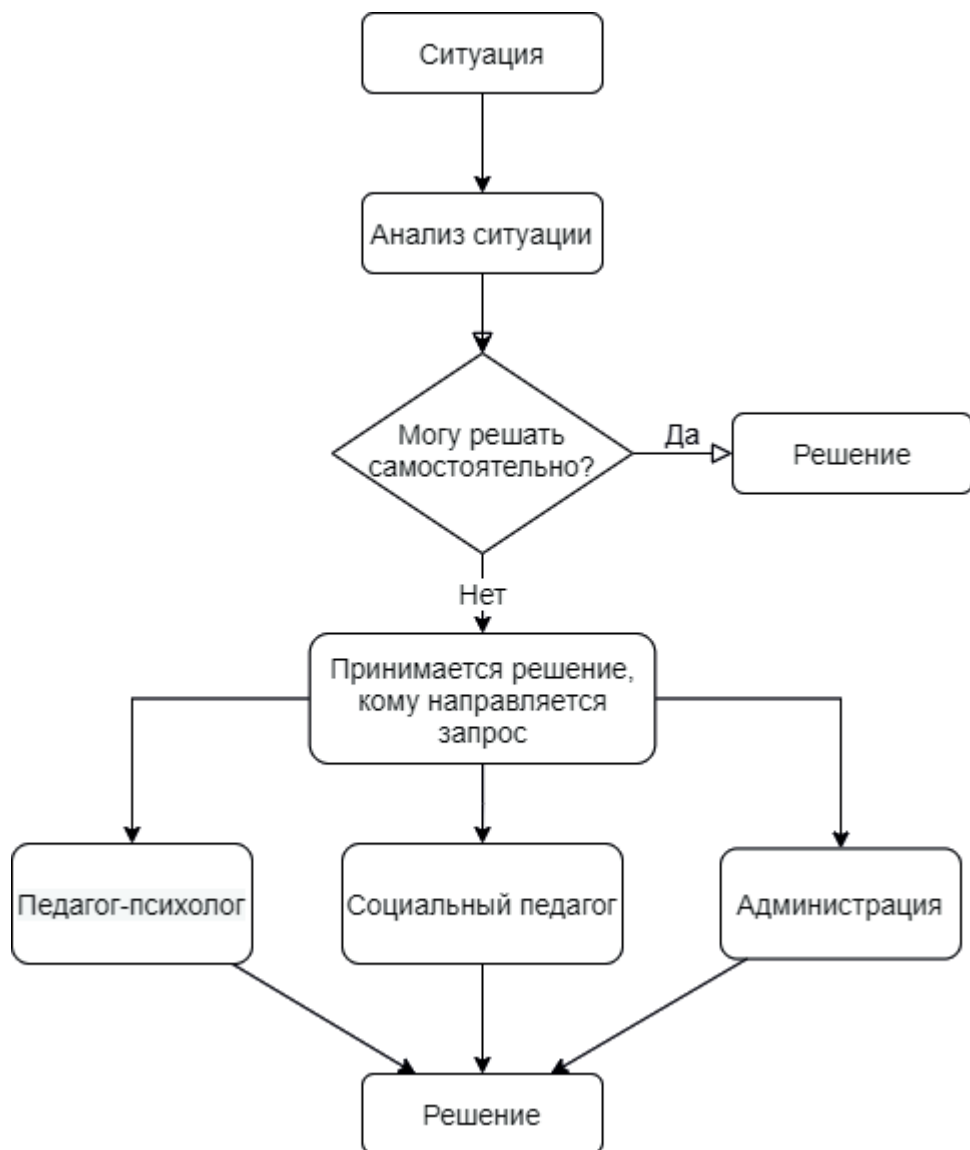 Ситуация
Анализ ситуации
Могу решать
самостоятельно?
Да
Решение
Нет
Принимается решение,
кому направляется
запрос
Педагог-психолог
Социальный педагог
Администрация
Решение